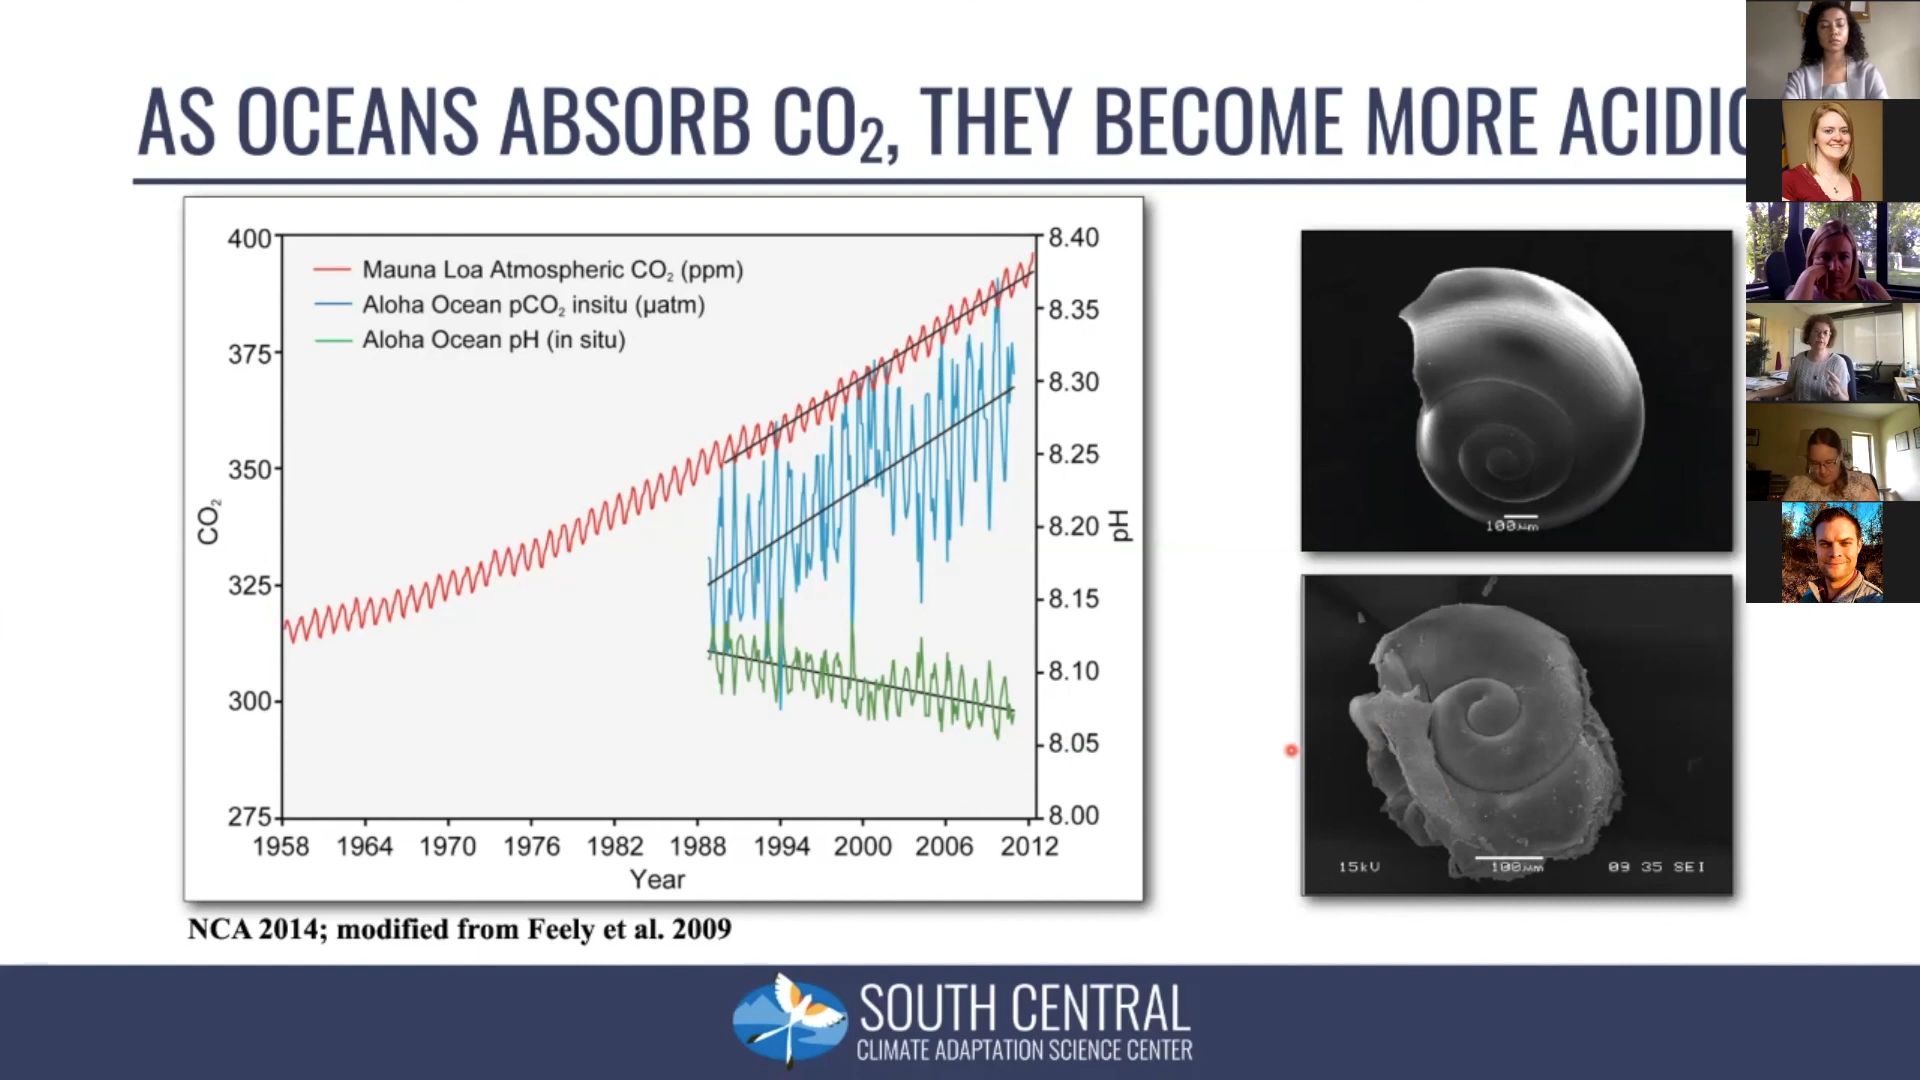 AS OCEANS ABSORB CO₂, THEY BECOME MORE ACIDIC
400
375
350
325
300
275
CO₂
Mauna Loa Atmospheric CO₂ (ppm)
Aloha Ocean pCO₂ insitu (µatm)
Aloha Ocean pH (in situ)
8.40
8.35
8.30
8.25
8.20
8.15
8.10
8.05
8.00
pH
1958 1964 1970 1976 1982 1988 1994 2000 2006 2012
Year
NCA 2014; modified from Feely et al. 2009
100µm
15kV 100µm 09 35 SEI
SOUTH CENTRAL
CLIMATE ADAPTATION SCIENCE CENTER